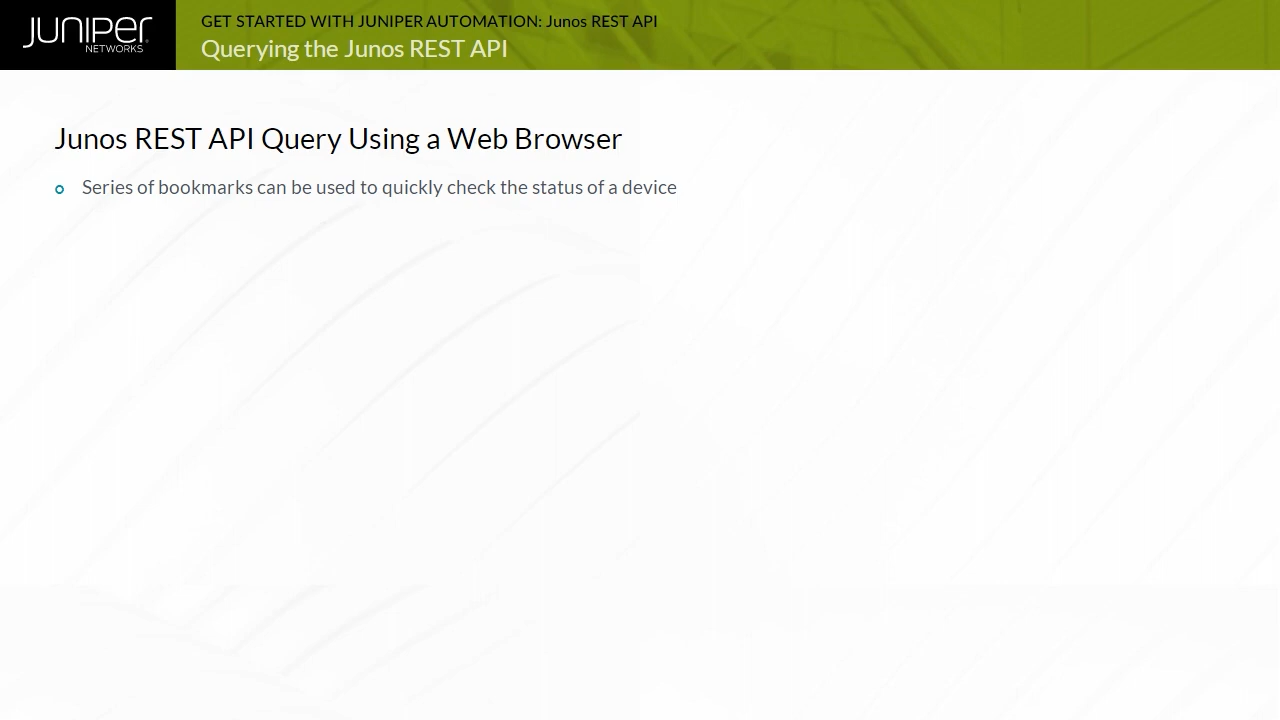 JUNIPEr
NETWORKS
GET STARTED WITH JUNIPER AUTOMATION: Junos REST API
Querying the Junos REST API
Junos REST API Query Using a Web Browser
Series of bookmarks can be used to quickly check the status of a device